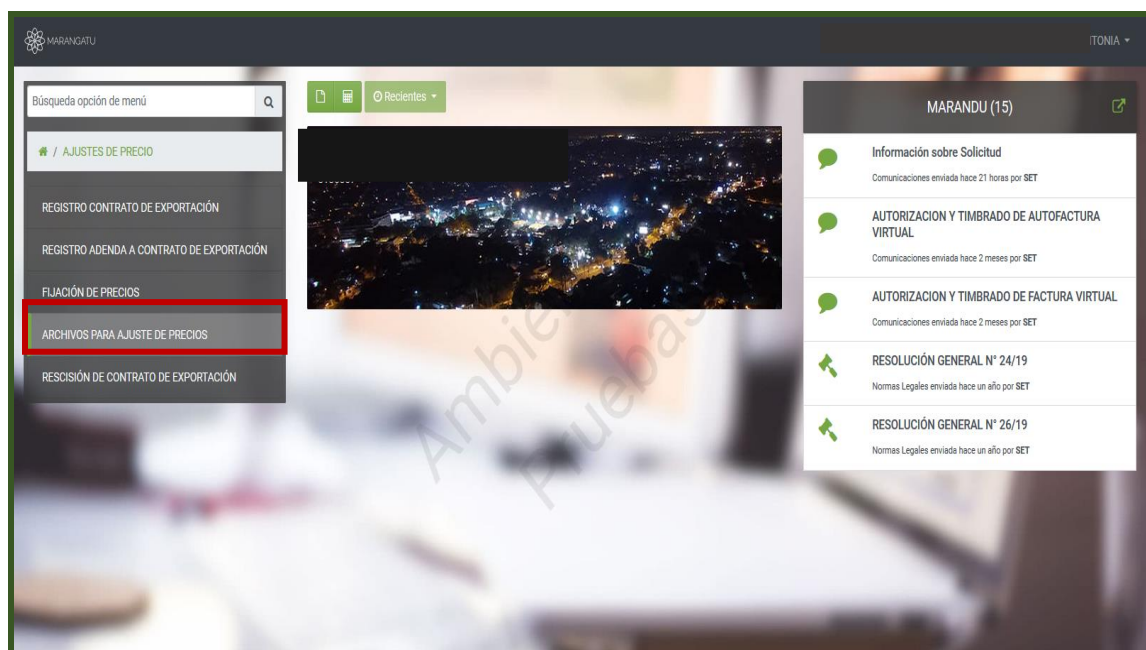 MARANGATU
ITONIA
Búsqueda opción de menú
/ AJUSTES DE PRECIO
REGISTRO CONTRATO DE EXPORTACIÓN
REGISTRO ADENDA A CONTRATO DE EXPORTACIÓN
FIJACIÓN DE PRECIOS
ARCHIVOS PARA AJUSTE DE PRECIOS
RESCISIÓN DE CONTRATO DE EXPORTACIÓN
Recientes
MARANDU (15)
Información sobre Solicitud
Comunicaciones enviada hace 21 horas por SET
AUTORIZACION Y TIMBRADO DE AUTOFACTURA
VIRTUAL
Comunicaciones enviada hace 2 meses por SET
AUTORIZACION Y TIMBRADO DE FACTURA VIRTUAL
Comunicaciones enviada hace 2 meses por SET
RESOLUCIÓN GENERAL N° 24/19
Normas Legales enviada hace un año por SET
RESOLUCIÓN GENERAL N° 26/19
Normas Legales enviada hace un año por SET
Pruebas